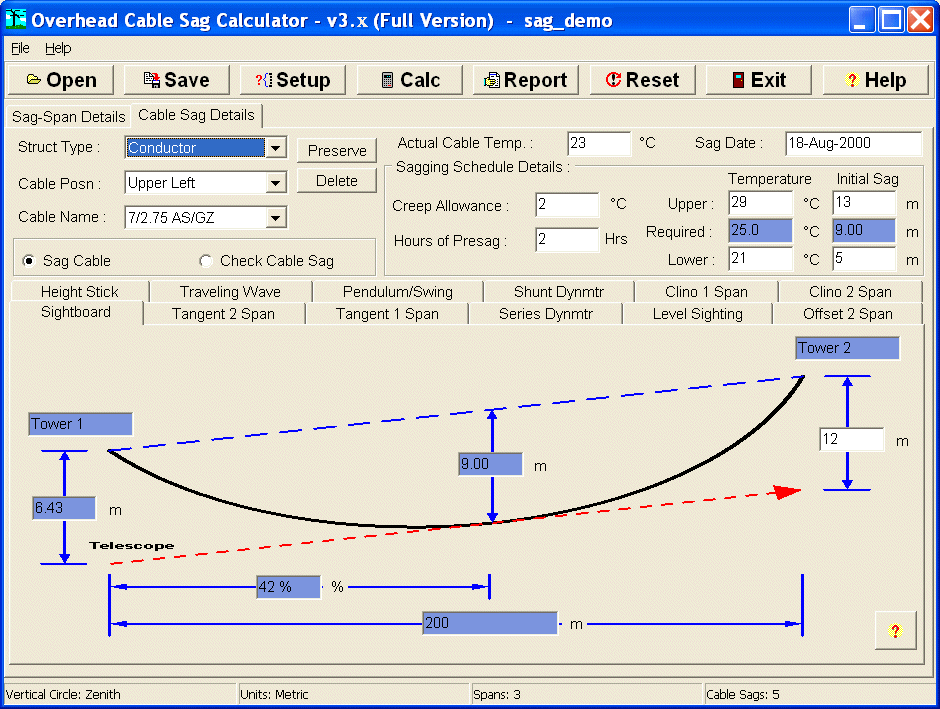 Overhead Cable Sag Calculator - v3.x (Full Version)  -  sag_demo
File Help
Open Save Setup Calc Report Reset Exit Help
Sag-Span Details Cable Sag Details
Struct Type : Conductor Preserve Actual Cable Temp. : 23 °C Sag Date : 18-Aug-2000
Sagging Schedule Details :
Cable Posn : Upper Left Delete Temperature Initial Sag
Creep Allowance : 2 °C Upper : 29 °C 13 m
Cable Name : 7/2.75 AS/GZ
Required : 25.0 °C 9.00 m
Hours of Presag : 2 Hrs
Sag Cable Check Cable Sag Lower : 21 °C 5 m
Height Stick Traveling Wave Pendulum/Swing Shunt Dynmtr Clino 1 Span Clino 2 Span
Sightboard Tangent 2 Span Tangent 1 Span Series Dynmtr Level Sighting Offset 2 Span
Tower 2
Tower 1
12 m
9.00 m
6.43 m
Telescope
42 % %
200 m
?
Vertical Circle: Zenith Units: Metric Spans: 3 Cable Sags: 5